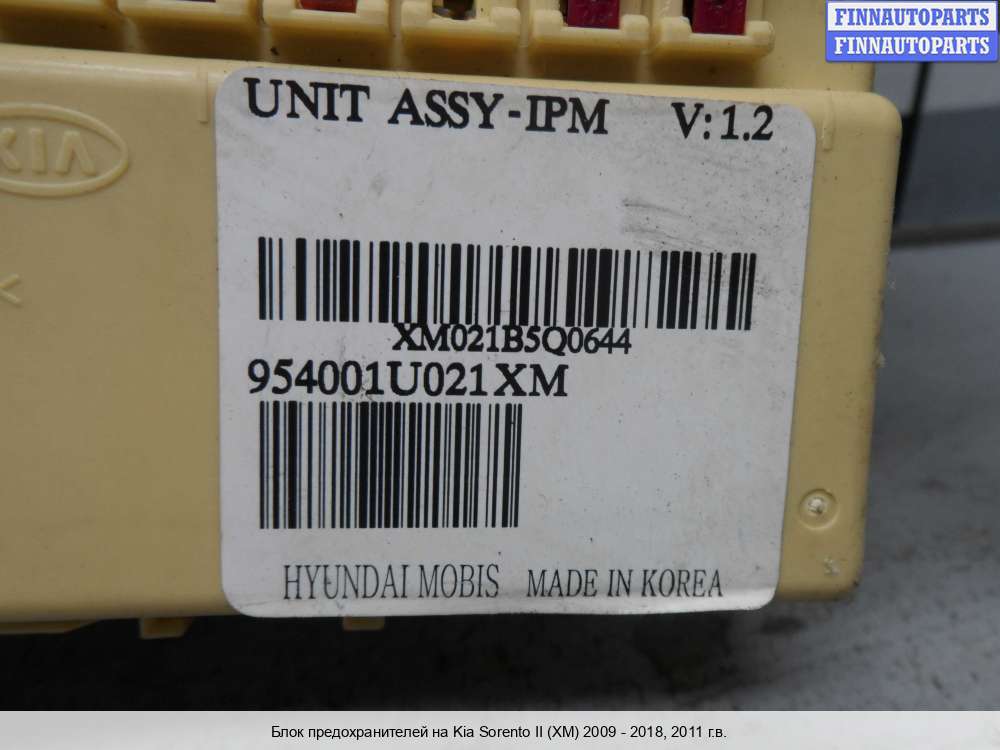 FINNAUTOPARTS
FINNAUTOPARTS
UNIT ASSY-IPM V: 1.2
KIA
XM021B5Q0644
954001U021XM
HYUNDAI MOBIS MADE IN KOREA
Блок предохранителей на Kia Sorento II (XM) 2009 - 2018, 2011 г.в.